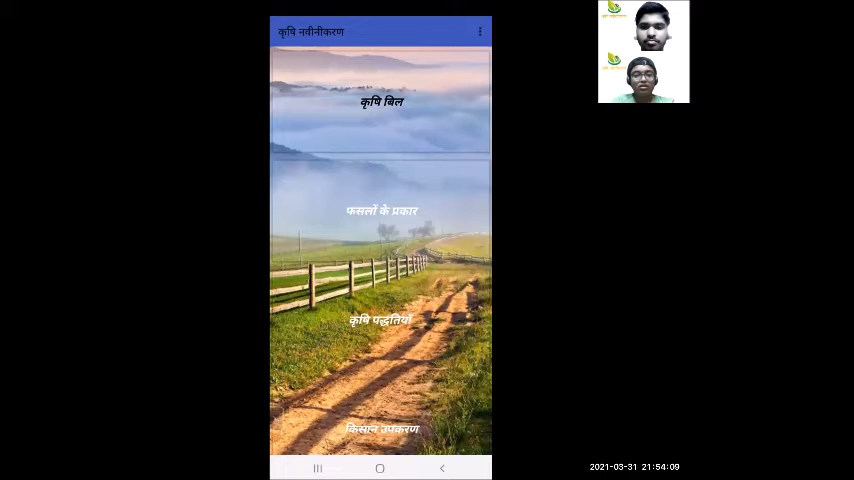 कृषि नवीनीकरण
कृषि बिल
फसलों के प्रकार
कृषि पद्धतियाँ
किसान उपकरण
2021-03-31 21:54:09